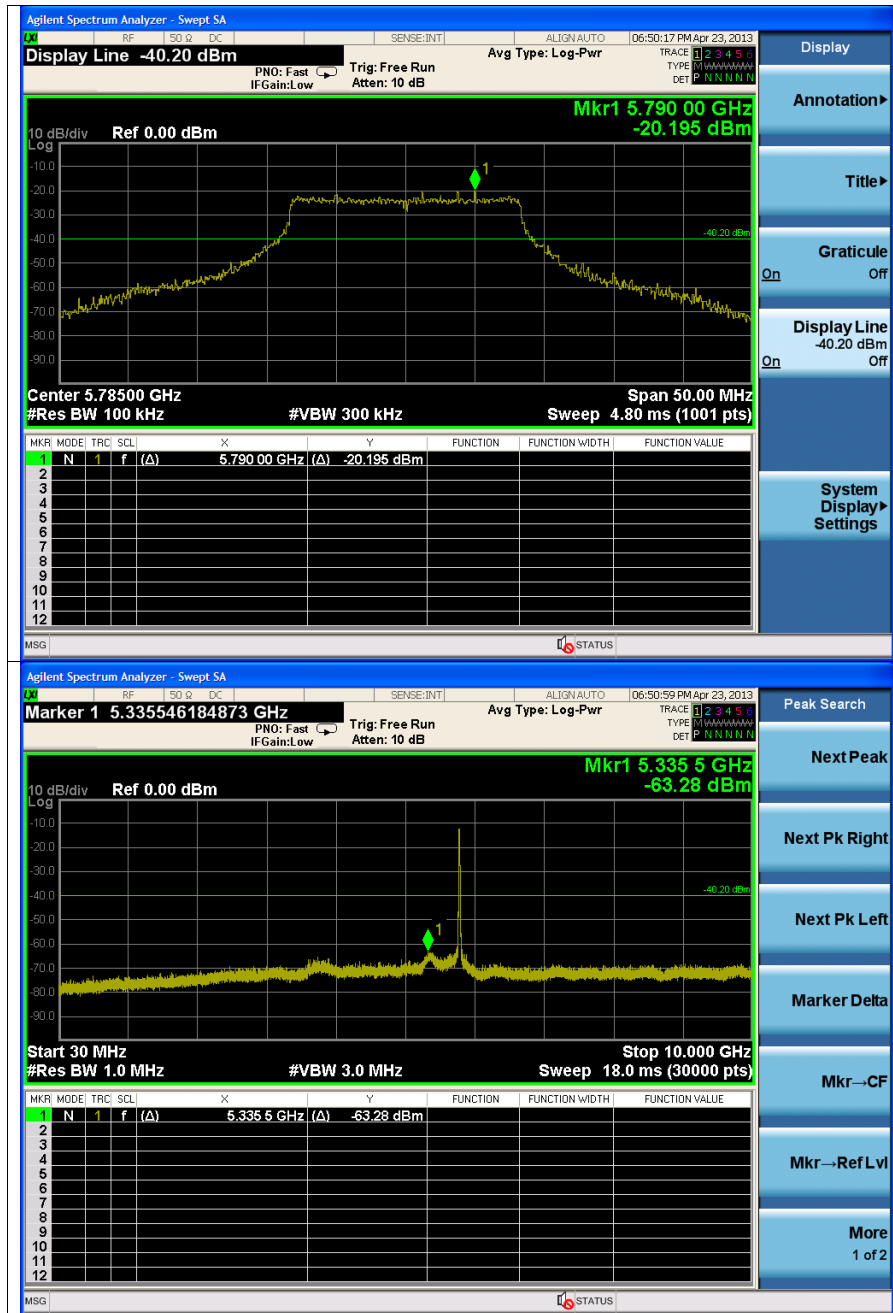 Agilent Spectrum Analyzer - Swept SA
LXI RF 50 Ω DC SENSE:INT ALIGN AUTO 06:50:17 PM Apr 23, 2013
Display Line -40.20 dBm
PNO: Fast
IFGain:Low
Trig: Free Run
Atten: 10 dB
Avg Type: Log-Pwr
TRACE 1 2 3 4 5 6
TYPE M WWWWW
DET P N N N N N
Mkr1 5.790 00 GHz
-20.195 dBm
10 dB/div Ref 0.00 dBm
Log
-10.0
1
-20.0
-30.0
-40.0
-40.20 dBm
-50.0
-60.0
-70.0
-80.0
-90.0
Center 5.78500 GHz Span 50.00 MHz
#Res BW 100 kHz #VBW 300 kHz Sweep 4.80 ms (1001 pts)
MKR MODE TRC SCL X Y FUNCTION FUNCTION WIDTH FUNCTION VALUE
1 N 1 f (Δ) 5.790 00 GHz (Δ) -20.195 dBm
2
3
4
5
6
7
8
9
10
11
12
MSG STATUS
Display
Annotation
Title
Graticule
On Off
Display Line
-40.20 dBm
On Off
System
Display
Settings
Agilent Spectrum Analyzer - Swept SA
LXI RF 50 Ω DC SENSE:INT ALIGN AUTO 06:50:59 PM Apr 23, 2013
Marker 1 5.335546184873 GHz
PNO: Fast
IFGain:Low
Trig: Free Run
Atten: 10 dB
Avg Type: Log-Pwr
TRACE 1 2 3 4 5 6
TYPE M WWWWW
DET P N N N N N
Mkr1 5.335 5 GHz
-63.28 dBm
10 dB/div Ref 0.00 dBm
Log
-10.0
-20.0
-30.0
-40.0
-40.20 dBm
-50.0
1
-60.0
-70.0
-80.0
-90.0
Start 30 MHz Stop 10.000 GHz
#Res BW 1.0 MHz #VBW 3.0 MHz Sweep 18.0 ms (30000 pts)
MKR MODE TRC SCL X Y FUNCTION FUNCTION WIDTH FUNCTION VALUE
1 N 1 f (Δ) 5.335 5 GHz (Δ) -63.28 dBm
2
3
4
5
6
7
8
9
10
11
12
MSG STATUS
Peak Search
Next Peak
Next Pk Right
Next Pk Left
Marker Delta
Mkr→CF
Mkr→Ref Lvl
More
1 of 2